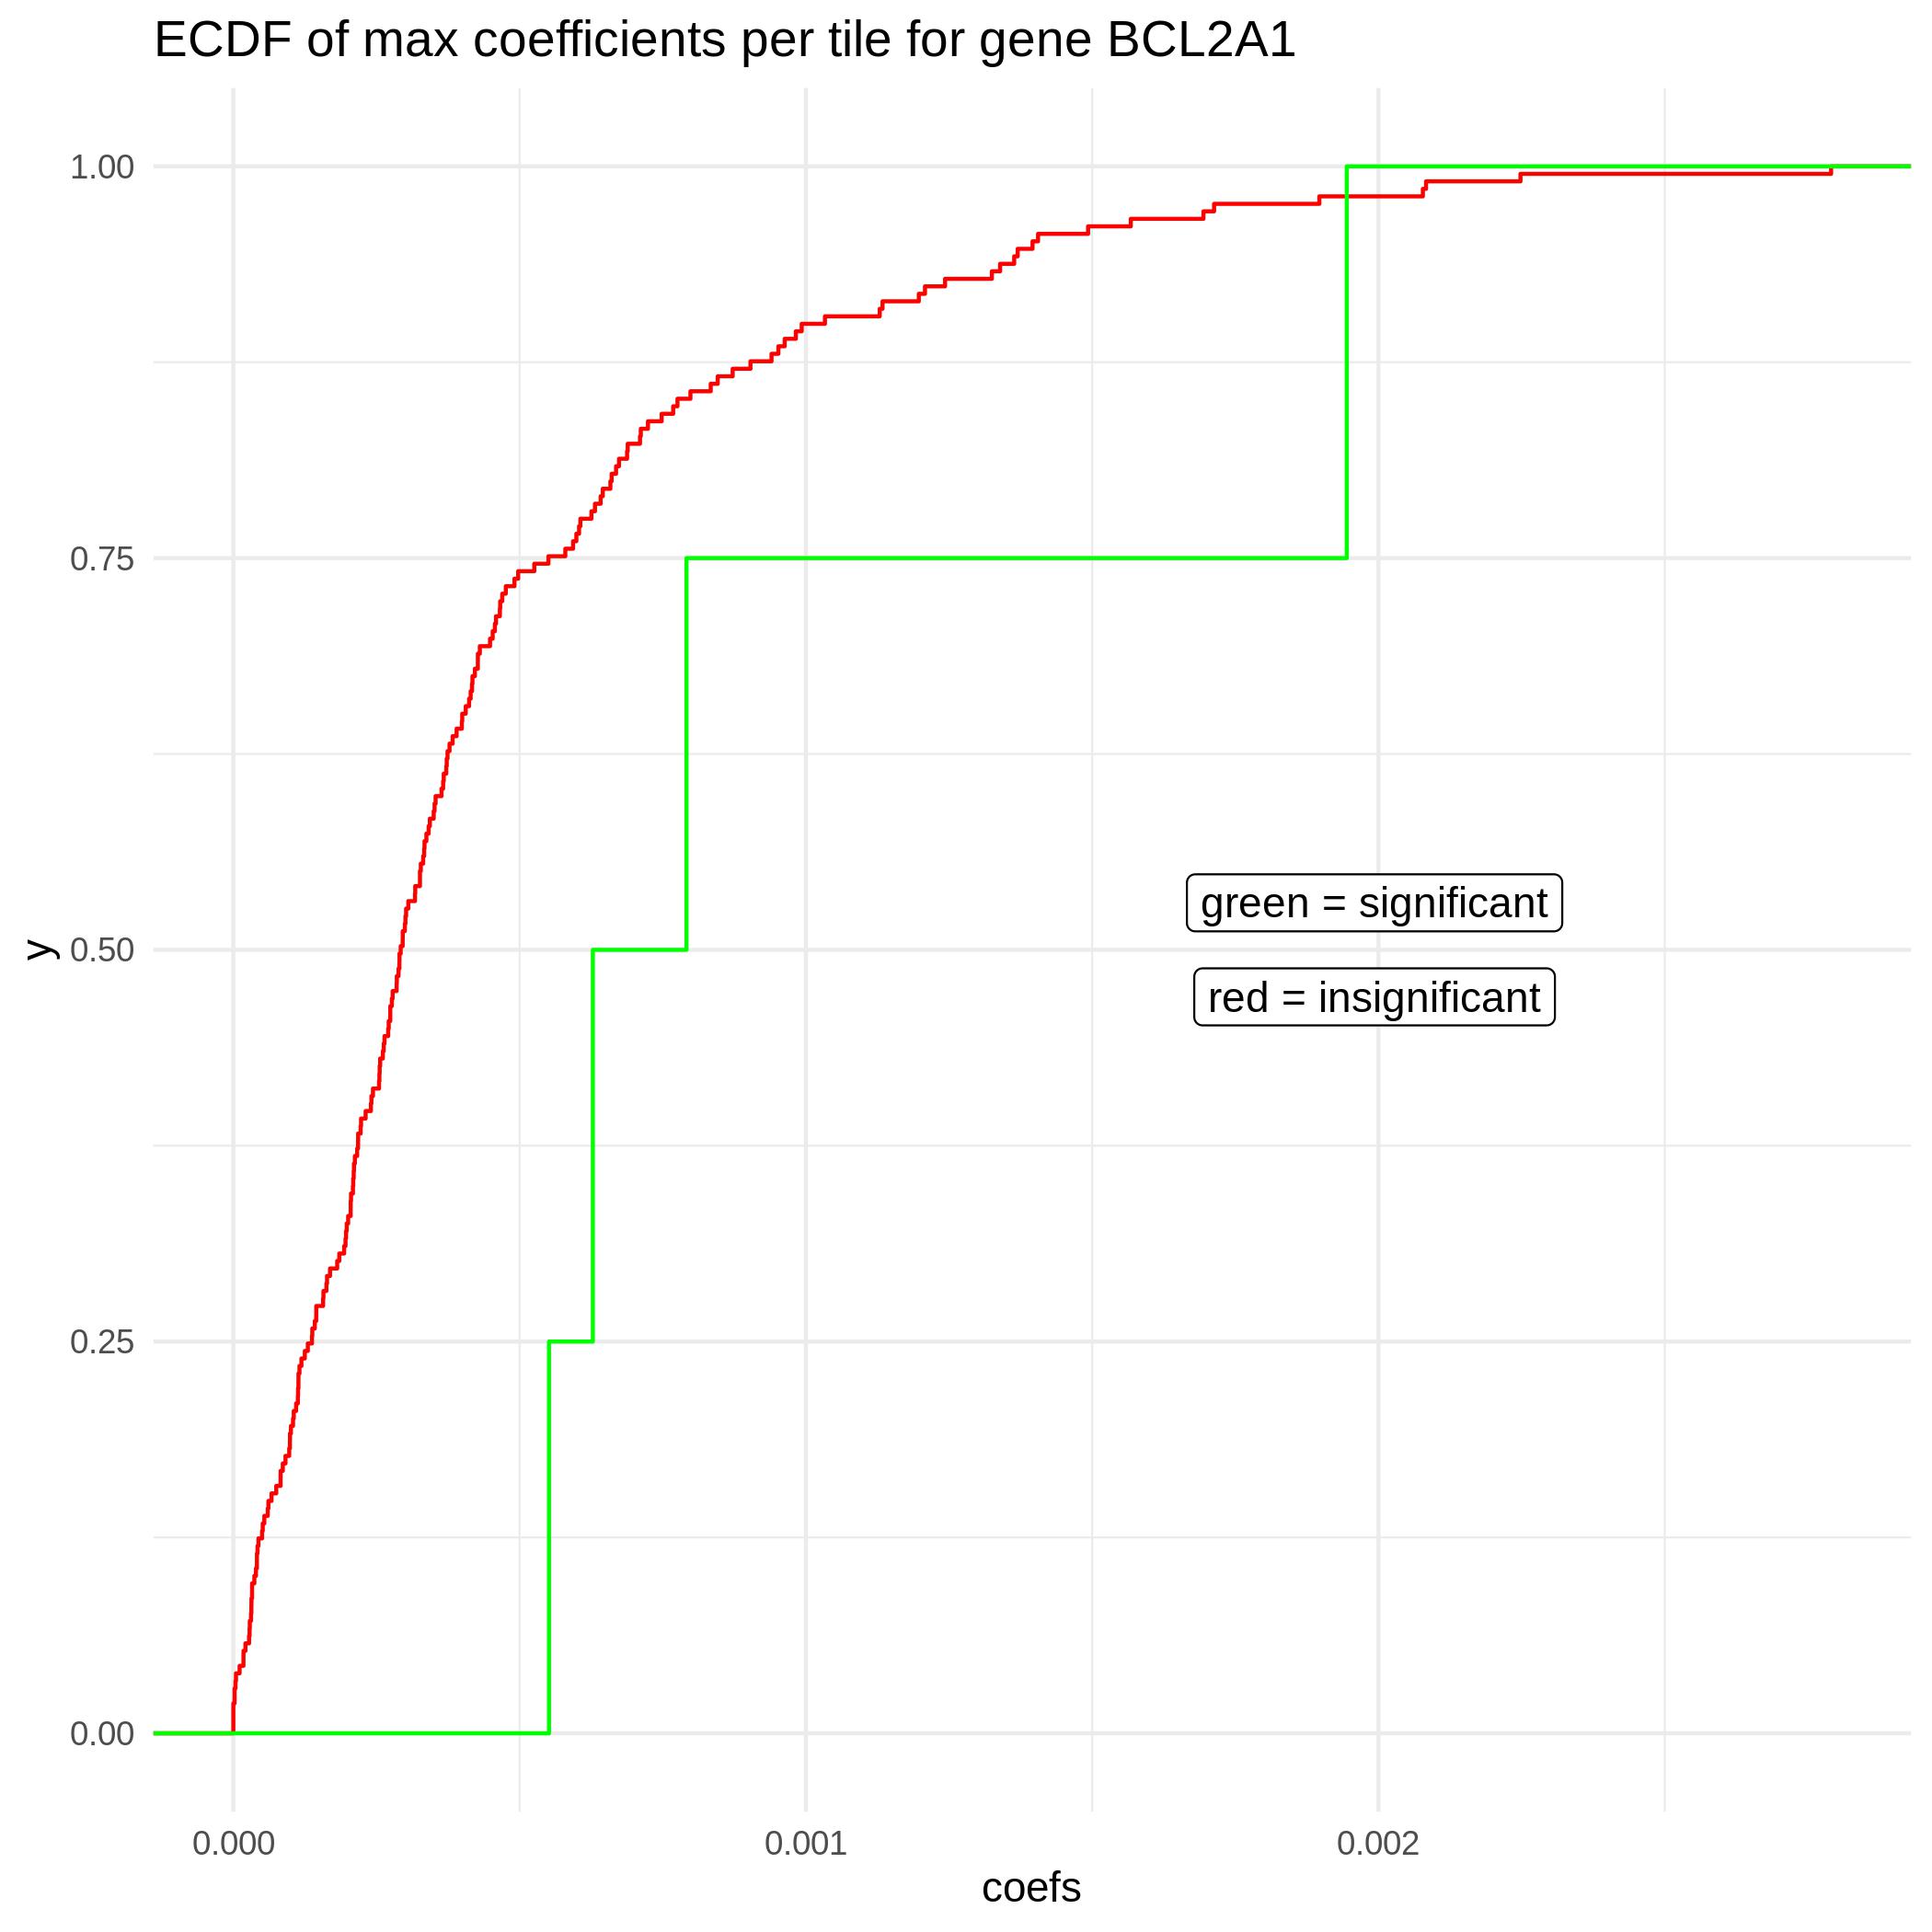 ECDF of max coefficients per tile for gene BCL2A1
1.00
0.75
0.50
0.25
0.00
y
green = significant
red = insignificant
0.000
0.001
0.002
coefs